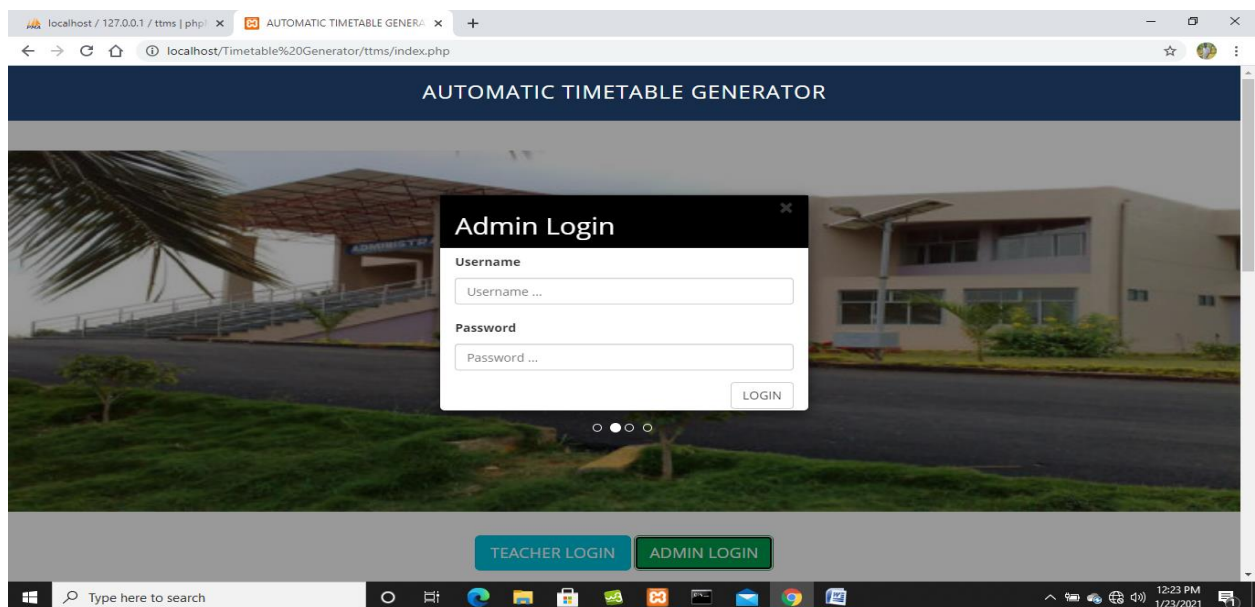 localhost / 127.0.0.1 / ttms | php
AUTOMATIC TIMETABLE GENERA
localhost/Timetable%20Generator/ttms/index.php
AUTOMATIC TIMETABLE GENERATOR
Admin Login
Username
Username ...
Password
Password ...
LOGIN
TEACHER LOGIN
ADMIN LOGIN
Type here to search
12:23 PM
1/23/2021